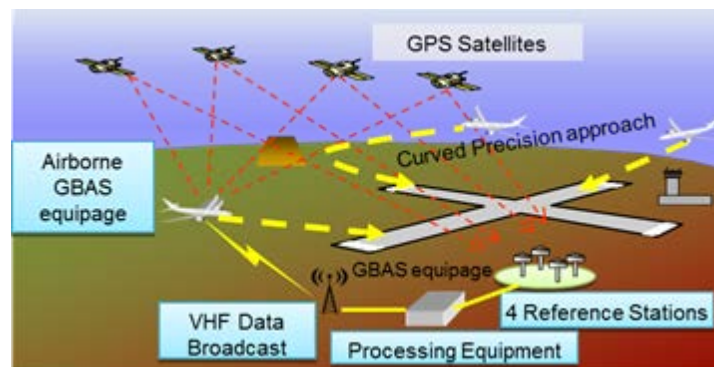 GPS Satellites
Curved Precision approach
Airborne
GBAS
equipage
GBAS equipage
4 Reference Stations
VHF Data
Broadcast
Processing Equipment